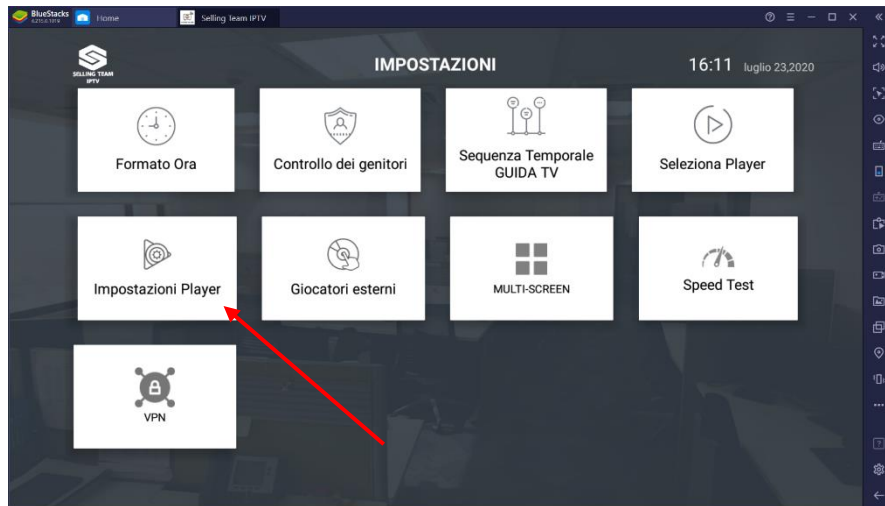 BlueStacks
Home
Selling Team IPTV
SELLING TEAM
IPTV
IMPOSTAZIONI
16:11 luglio 23,2020
Formato Ora
Controllo dei genitori
Sequenza Temporale
GUIDA TV
Seleziona Player
Impostazioni Player
Giocatori esterni
MULTI-SCREEN
Speed Test
VPN